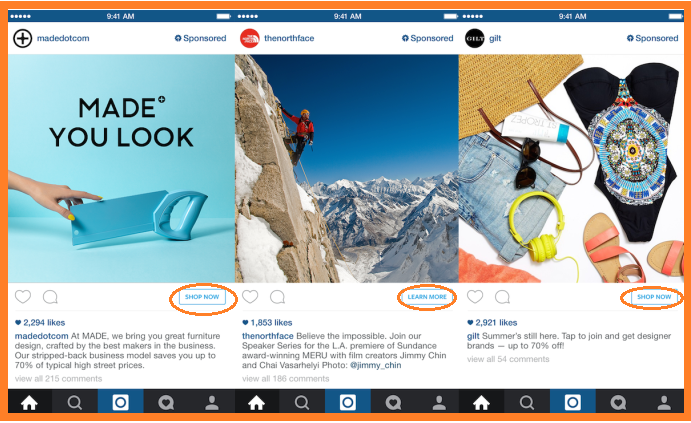 9:41 AM
madedotcom
Sponsored
MADE
YOU LOOK
SHOP NOW
2,294 likes
madedotcom At MADE, we bring you great furniture
design, crafted by the best makers in the business.
Our stripped-back business model saves you up to
70% of typical high street prices.
view all 215 comments
9:41 AM
thenorthface
Sponsored
LEARN MORE
1,853 likes
thenorthface Believe the impossible. Join our
Speaker Series for the L.A. premiere of Sundance
award-winning MERU with film creators Jimmy Chin
and Chai Vasarhelyi Photo: @jimmy_chin
view all 186 comments
9:41 AM
GILT
gilt
Sponsored
SHOP NOW
2,921 likes
gilt Summer's still here. Tap to join and get designer
brands — up to 70% off!
view all 54 comments